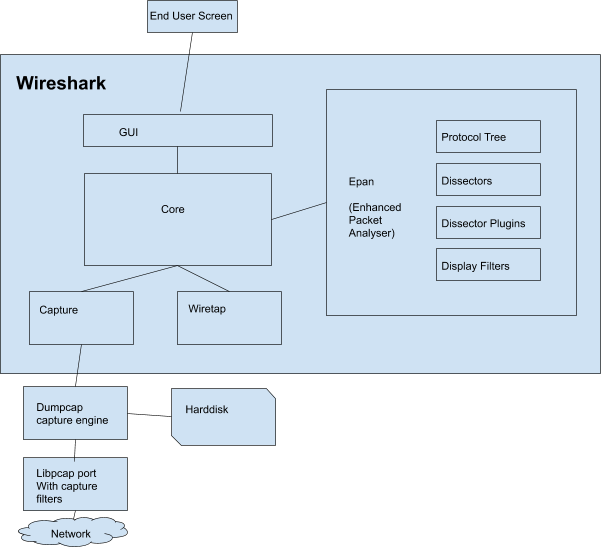 End User Screen
Wireshark
GUI
Core
Epan
(Enhanced
Packet
Analyser)
Protocol Tree
Dissectors
Dissector Plugins
Display Filters
Capture
Wiretap
Dumpcap
capture engine
Harddisk
Libpcap port
With capture
filters
Network